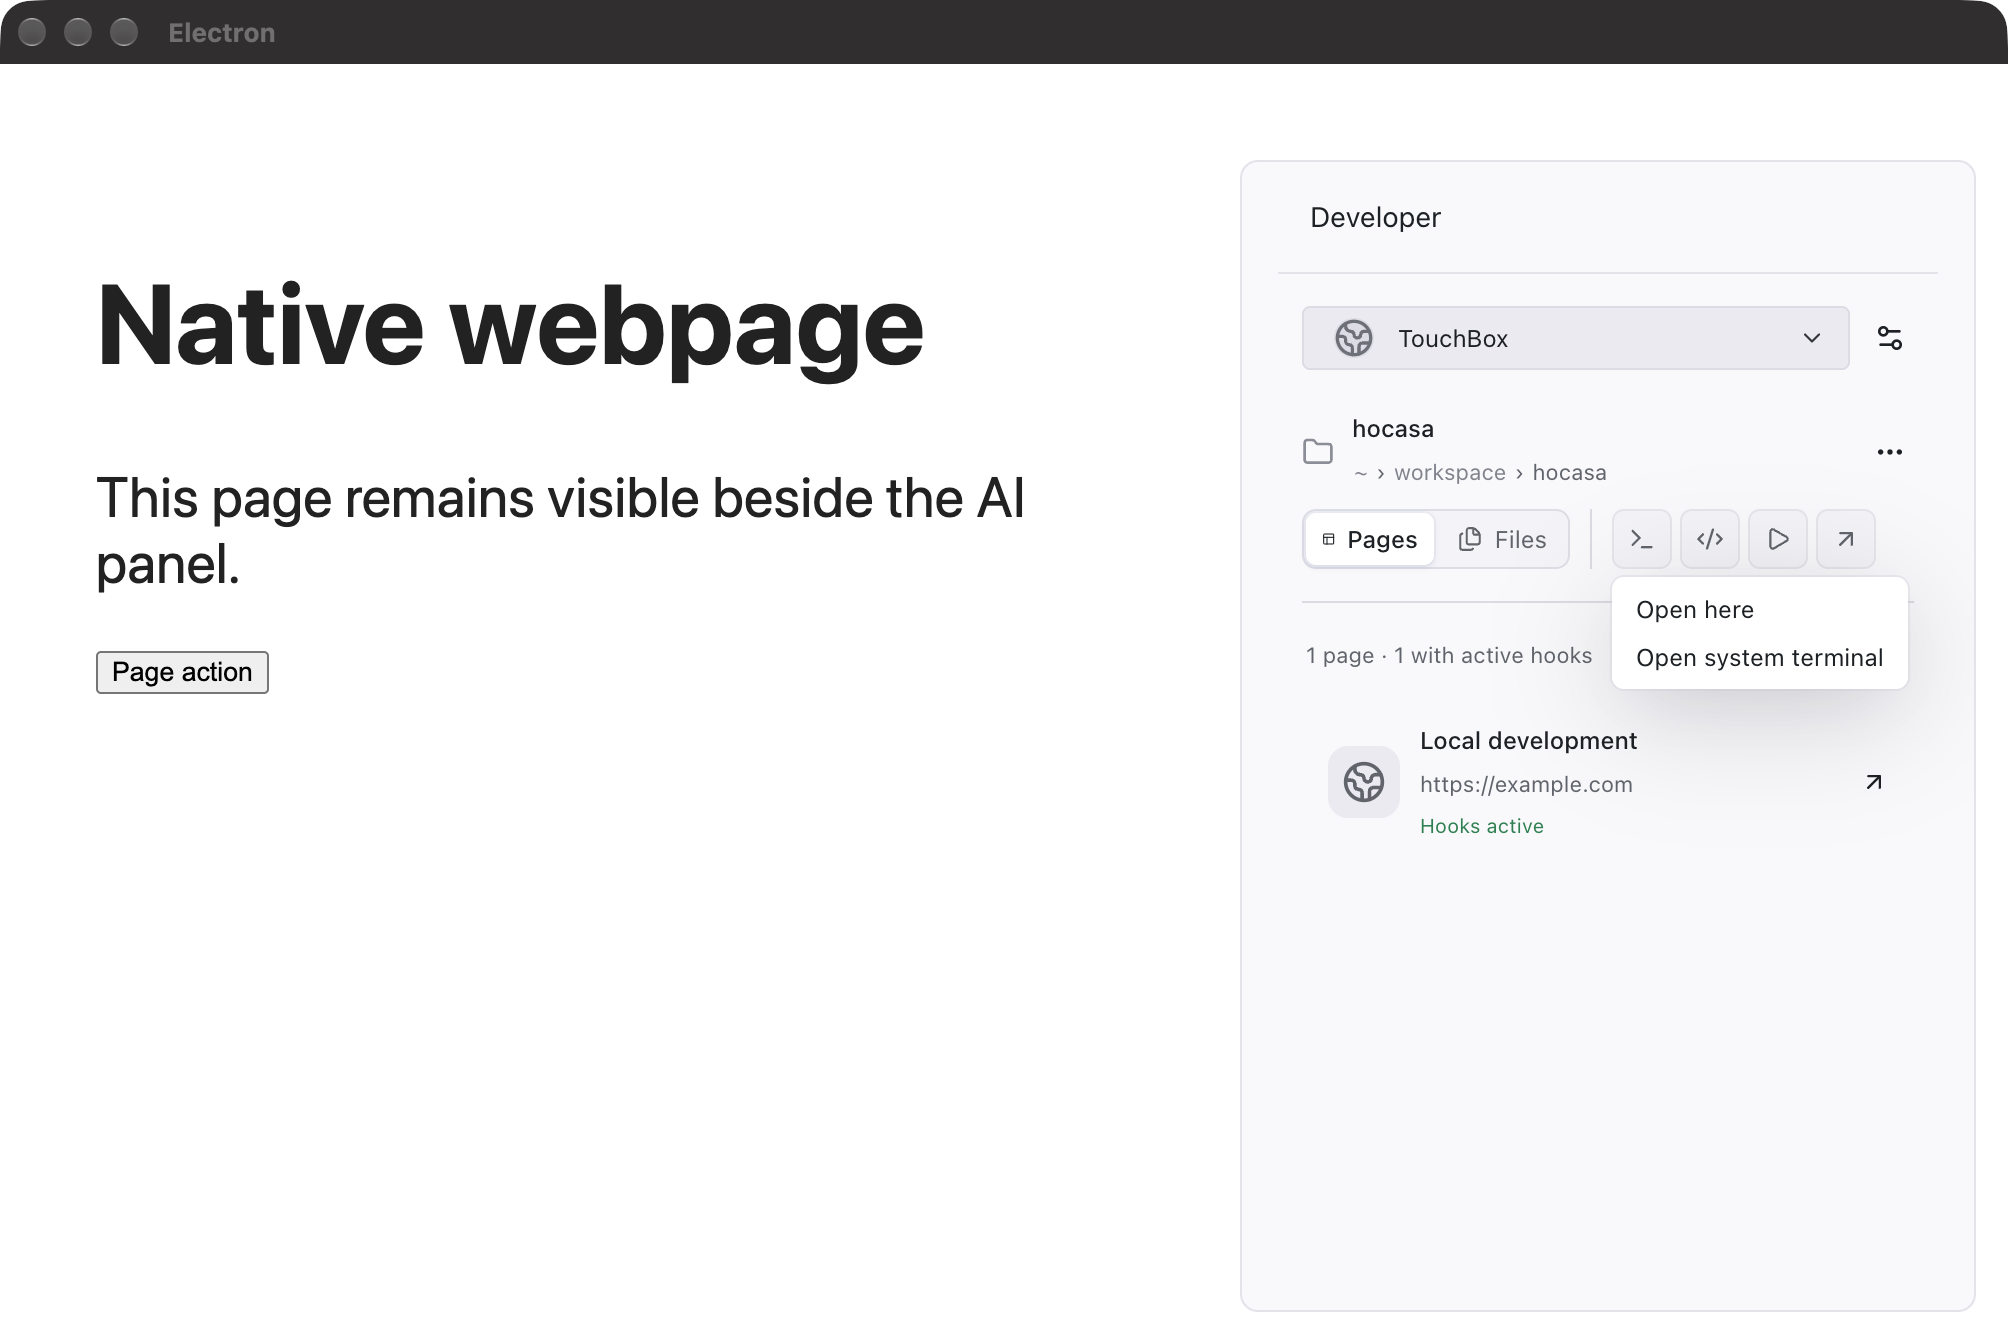 Electron
Native webpage
This page remains visible beside the AI
panel.
Page action
Developer
TouchBox
hocasa
~ › workspace › hocasa
Pages
Files
Open here
Open system terminal
1 page · 1 with active hooks
Local development
https://example.com
Hooks active